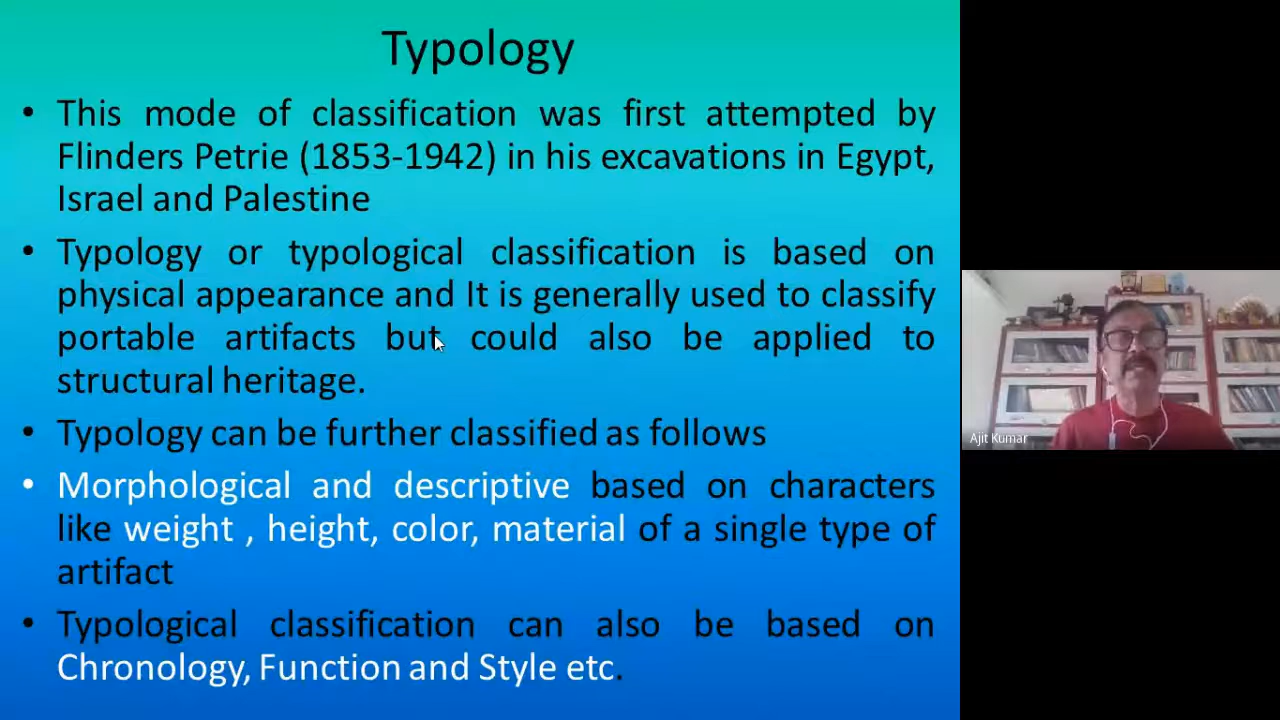 Typology
• This mode of classification was first attempted by
Flinders Petrie (1853-1942) in his excavations in Egypt,
Israel and Palestine
• Typology or typological classification is based on
physical appearance and It is generally used to classify
portable artifacts but could also be applied to
structural heritage.
• Typology can be further classified as follows
• Morphological and descriptive based on characters
like weight , height, color, material of a single type of
artifact
• Typological classification can also be based on
Chronology, Function and Style etc.
Ajit Kumar